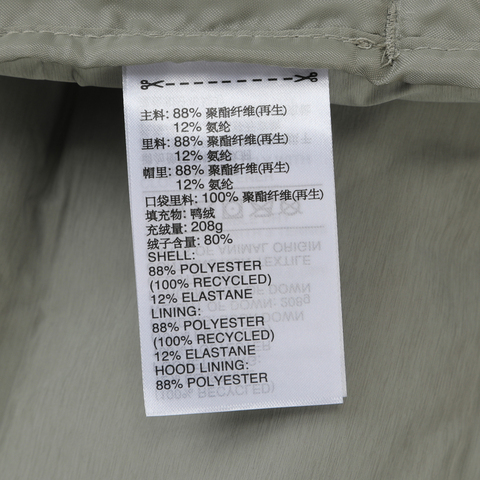 主料: 88% 聚酯纤维(再生)
12% 氨纶
里料: 88% 聚酯纤维(再生)
12% 氨纶
帽里: 88% 聚酯纤维(再生)
12% 氨纶
口袋里料: 100% 聚酯纤维(再生)
填充物: 鸭绒
充绒量: 208g
绒子含量: 80%
SHELL:
88% POLYESTER
(100% RECYCLED)
12% ELASTANE
LINING:
88% POLYESTER
(100% RECYCLED)
12% ELASTANE
HOOD LINING:
88% POLYESTER